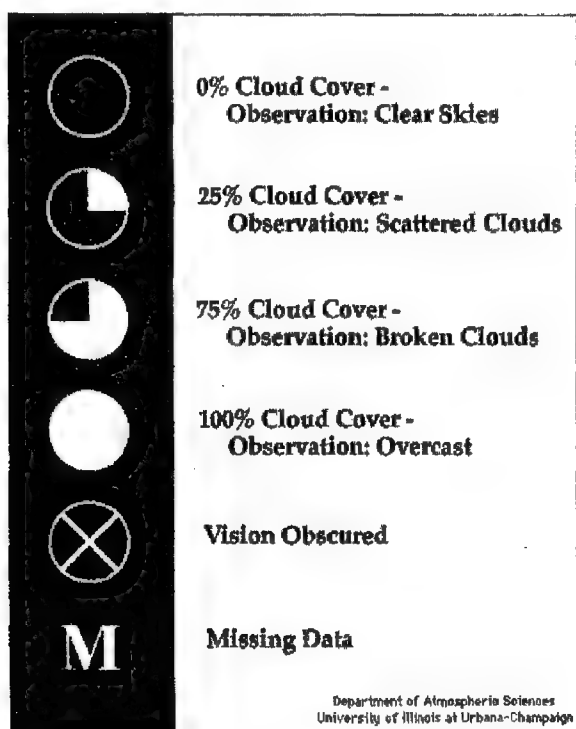 0% Cloud Cover -
Observation: Clear Skies
25% Cloud Cover -
Observation: Scattered Clouds
75% Cloud Cover -
Observation: Broken Clouds
100% Cloud Cover -
Observation: Overcast
Vision Obscured
M Missing Data
Department of Atmospheric Sciences
University of Illinois at Urbana-Champaign